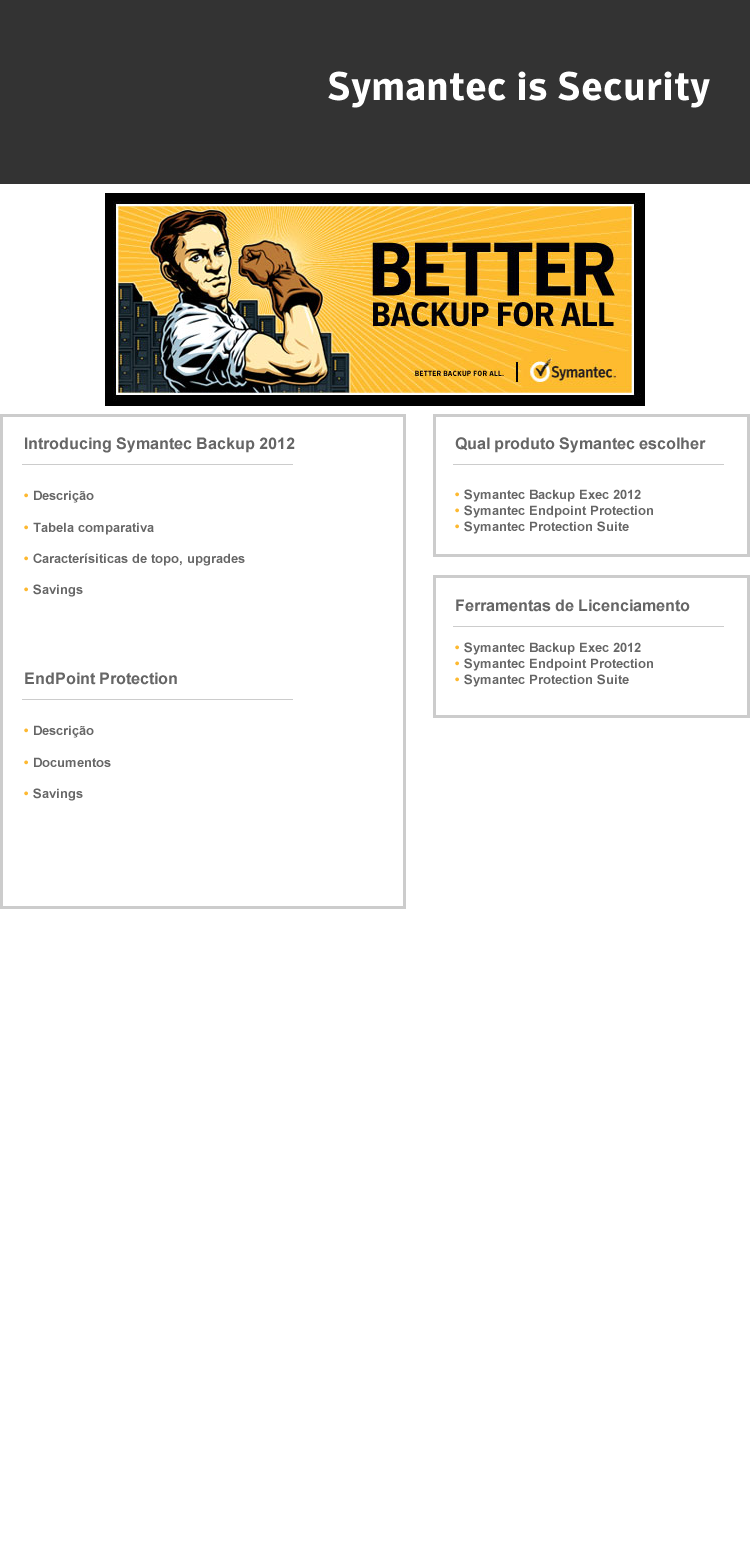 Symantec is Security
BETTER
BACKUP FOR ALL
BETTER BACKUP FOR ALL.
Symantec.
Introducing Symantec Backup 2012
• Descrição
• Tabela comparativa
• Caracterísiticas de topo, upgrades
• Savings
EndPoint Protection
• Descrição
• Documentos
• Savings
Qual produto Symantec escolher
• Symantec Backup Exec 2012
• Symantec Endpoint Protection
• Symantec Protection Suite
Ferramentas de Licenciamento
• Symantec Backup Exec 2012
• Symantec Endpoint Protection
• Symantec Protection Suite